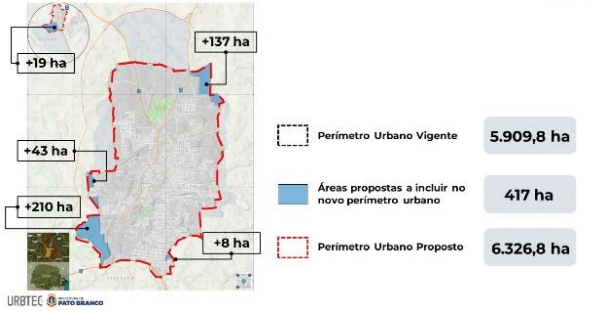 +137 ha
+19 ha
+43 ha
+210 ha
+8 ha
Perímetro Urbano Vigente
5.909,8 ha
Áreas propostas a incluir no
novo perímetro urbano
417 ha
Perímetro Urbano Proposto
6.326,8 ha
URBTEC
PATO BRANCO